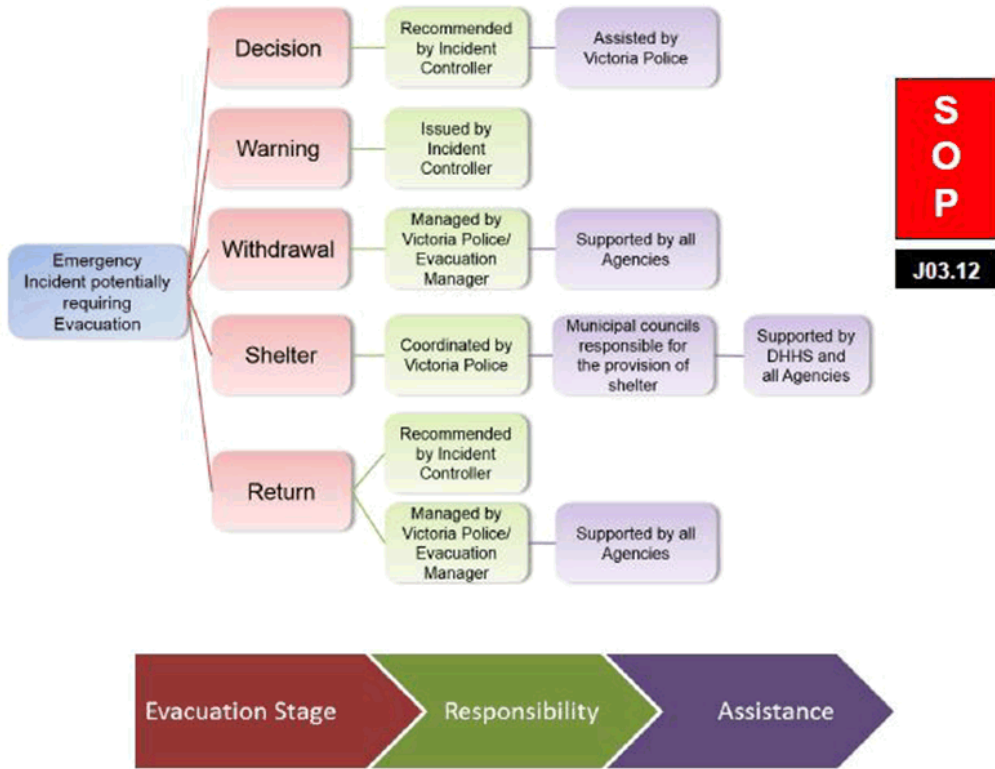 Decision
Recommended
by Incident
Controller
Assisted by
Victoria Police
Warning
Issued by
Incident
Controller
Withdrawal
Managed by
Victoria Police/
Evacuation
Manager
Supported by all
Agencies
Emergency
Incident potentially
requiring
Evacuation
Shelter
Coordinated by
Victoria Police
Municipal councils
responsible for
the provision of
shelter
Supported by
DHHS and
all Agencies
Return
Recommended
by Incident
Controller
Managed by
Victoria Police/
Evacuation
Manager
Supported by all
Agencies
S
O
P
J03.12
Evacuation Stage
Responsibility
Assistance